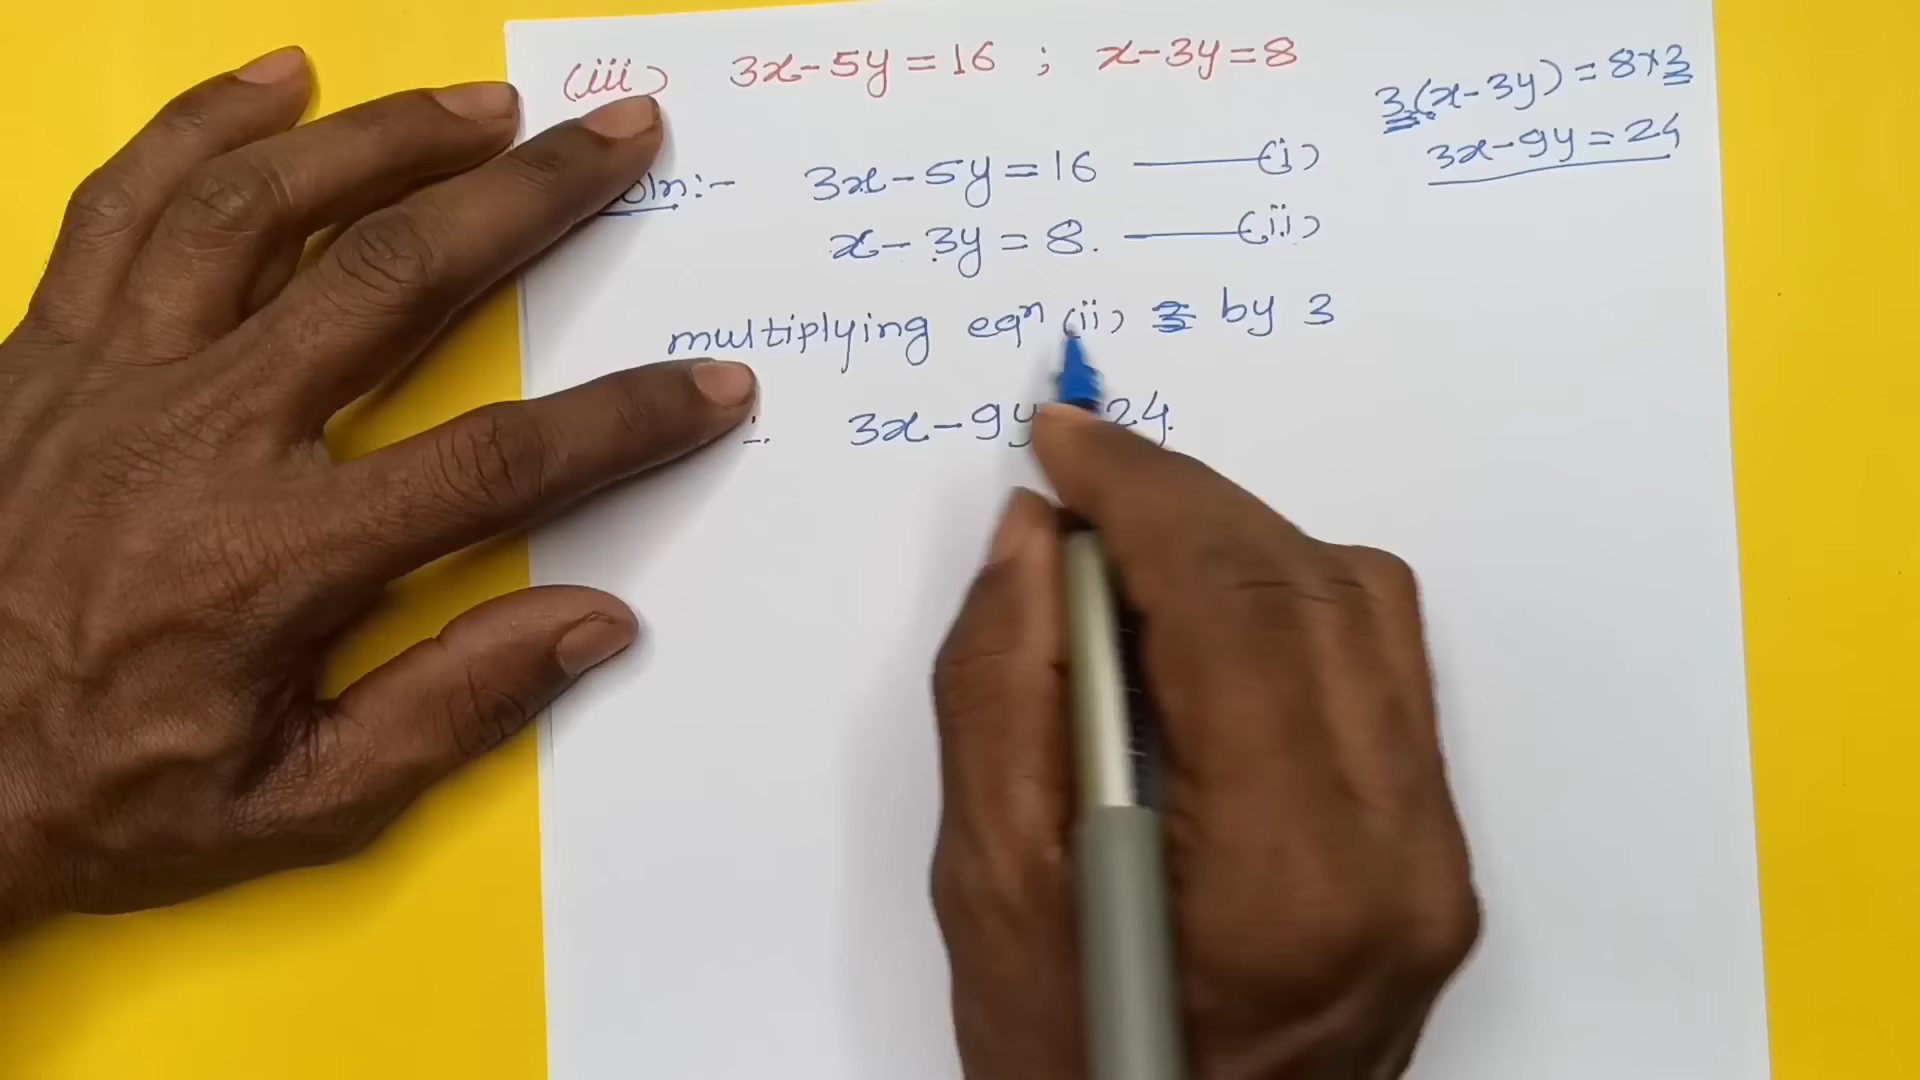 (iii) 3x-5y=16 ; x-3y=8
3(x-3y)=8×3
3x-9y=24
3x-5y=16 ——(i)
x-3y=8. ——(ii)
multiplying eqⁿ (ii) by 3
∴ 3x-9y 24